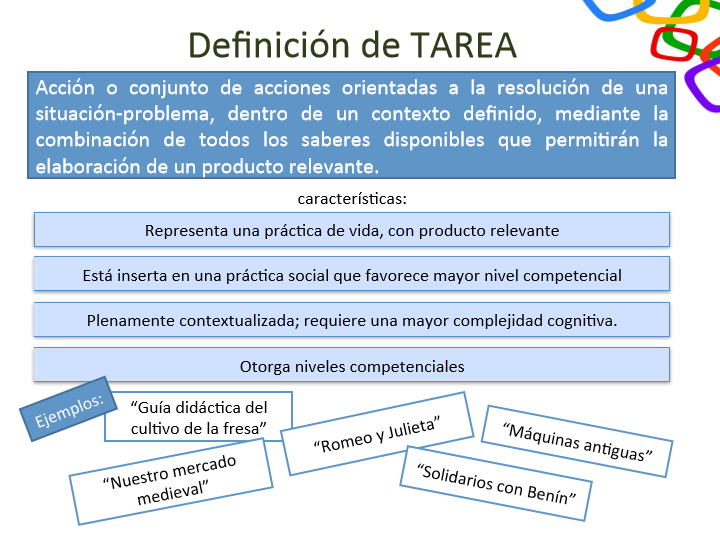 Definición de TAREA
Acción o conjunto de acciones orientadas a la resolución de una
situación-problema, dentro de un contexto definido, mediante la
combinación de todos los saberes disponibles que permitirán la
elaboración de un producto relevante.
características:
Representa una práctica de vida, con producto relevante
Está inserta en una práctica social que favorece mayor nivel competencial
Plenamente contextualizada; requiere una mayor complejidad cognitiva.
Otorga niveles competenciales
Ejemplos:
“Guía didáctica del
cultivo de la fresa”
“Romeo y Julieta”
“Máquinas antiguas”
“Nuestro mercado
medieval”
“Solidarios con Benín”